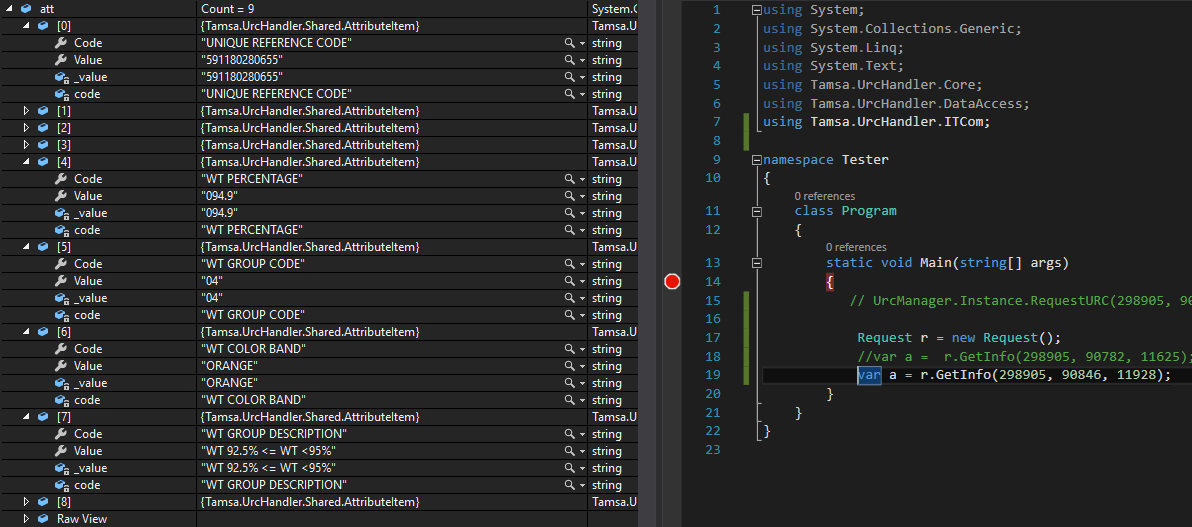 att Count = 9 System.C
[0] {Tamsa.UrcHandler.Shared.AttributeItem} Tamsa.U
Code "UNIQUE REFERENCE CODE" string
Value "591180280655" string
_value "591180280655" string
code "UNIQUE REFERENCE CODE" string
[1] {Tamsa.UrcHandler.Shared.AttributeItem} Tamsa.U
[2] {Tamsa.UrcHandler.Shared.AttributeItem} Tamsa.U
[3] {Tamsa.UrcHandler.Shared.AttributeItem} Tamsa.U
[4] {Tamsa.UrcHandler.Shared.AttributeItem} Tamsa.U
Code "WT PERCENTAGE" string
Value "094.9" string
_value "094.9" string
code "WT PERCENTAGE" string
[5] {Tamsa.UrcHandler.Shared.AttributeItem} Tamsa.U
Code "WT GROUP CODE" string
Value "04" string
_value "04" string
code "WT GROUP CODE" string
[6] {Tamsa.UrcHandler.Shared.AttributeItem} Tamsa.U
Code "WT COLOR BAND" string
Value "ORANGE" string
_value "ORANGE" string
code "WT COLOR BAND" string
[7] {Tamsa.UrcHandler.Shared.AttributeItem} Tamsa.U
Code "WT GROUP DESCRIPTION" string
Value "WT 92.5% <= WT <95%" string
_value "WT 92.5% <= WT <95%" string
code "WT GROUP DESCRIPTION" string
[8] {Tamsa.UrcHandler.Shared.AttributeItem} Tamsa.U
Raw View
1 using System;
2 using System.Collections.Generic;
3 using System.Linq;
4 using System.Text;
5 using Tamsa.UrcHandler.Core;
6 using Tamsa.UrcHandler.DataAccess;
7 using Tamsa.UrcHandler.ITCom;
8
9 namespace Tester
10 {
0 references
11 class Program
12 {
0 references
13 static void Main(string[] args)
14 {
15 // UrcManager.Instance.RequestURC(298905, 90
16
17 Request r = new Request();
18 //var a = r.GetInfo(298905, 90782, 11625);
19 var a = r.GetInfo(298905, 90846, 11928);
20 }
21 }
22 }
23